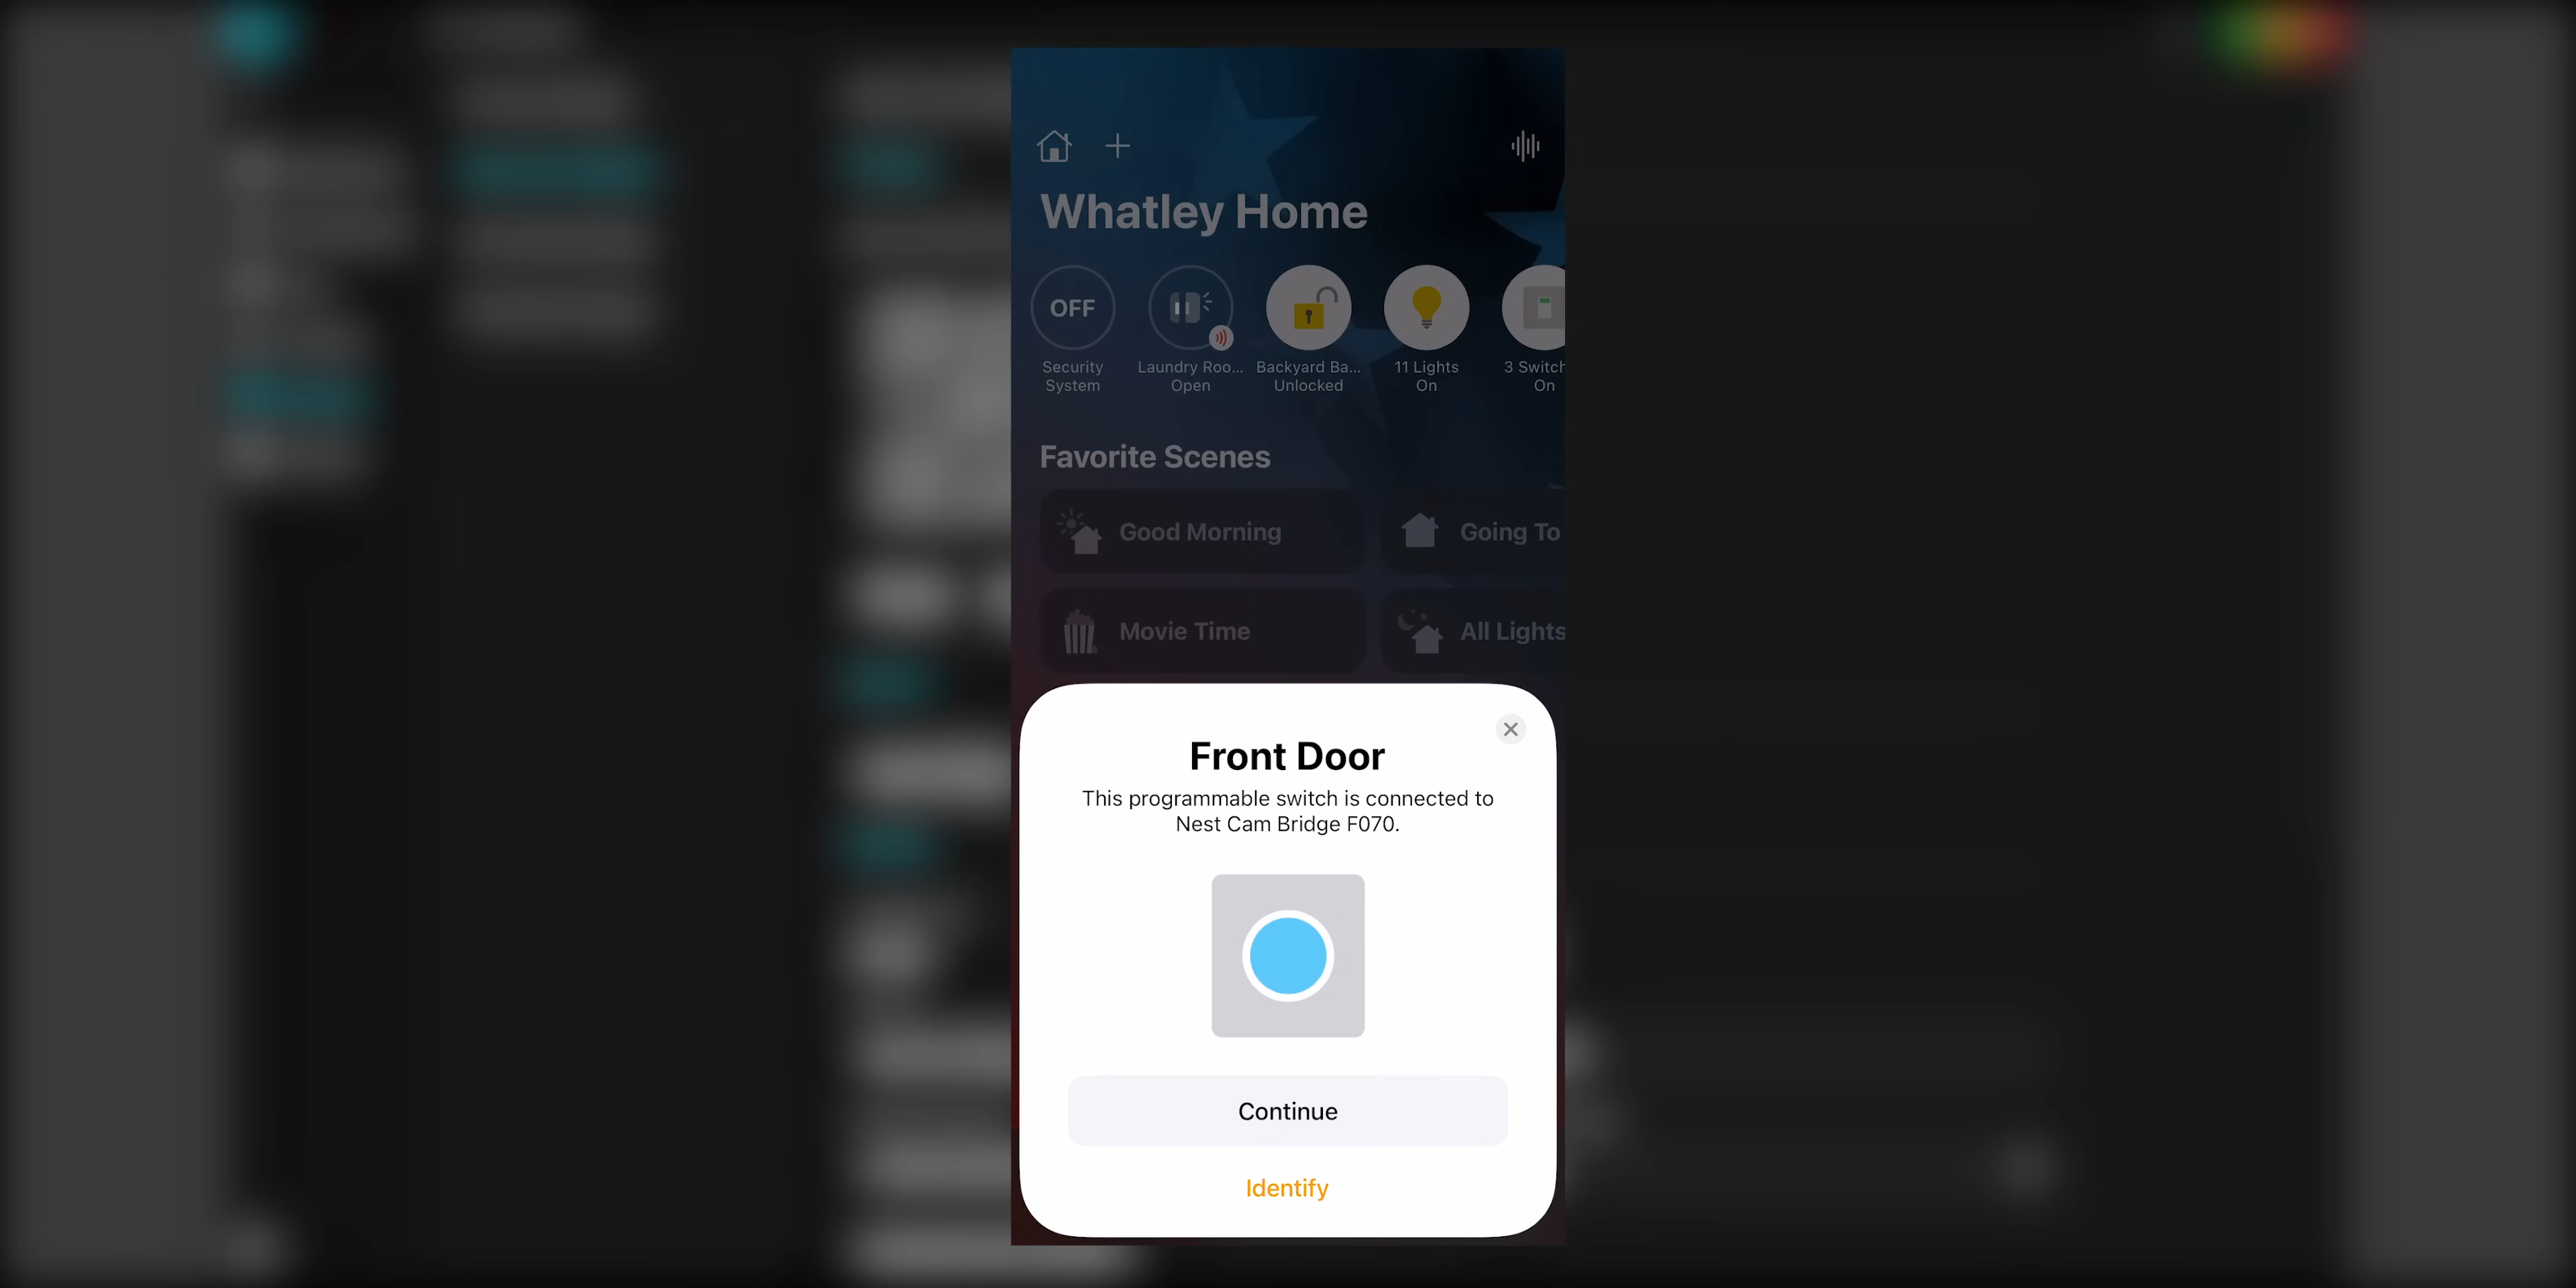 Whatley Home
OFF
Security
System
Laundry Roo...
Open
Backyard Ba...
Unlocked
11 Lights
On
3 Switch
On
Favorite Scenes
Good Morning
Going To
Movie Time
All Lights
Front Door
This programmable switch is connected to
Nest Cam Bridge F070.
Continue
Identify